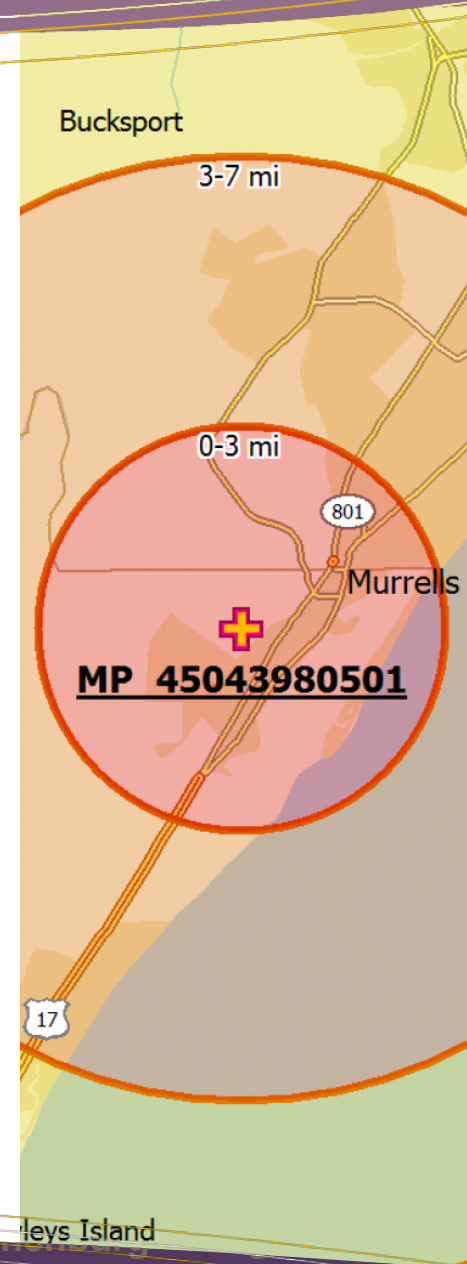 Bucksport
3-7 mi
0-3 mi
801
Murrells
MP 45043980501
17
leys Island